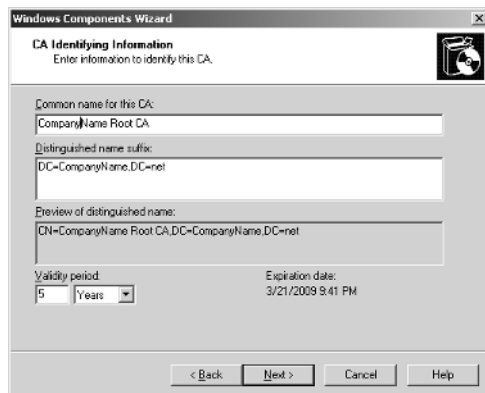 Windows Components Wizard
CA Identifying Information
Enter information to identify this CA.
Common name for this CA:
CompanyName Root CA
Distinguished name suffix:
DC=CompanyName,DC=net
Preview of distinguished name:
CN=CompanyName Root CA,DC=CompanyName,DC=net
Validity period: Expiration date:
5 Years 3/21/2009 9:41 PM
< Back Next > Cancel Help